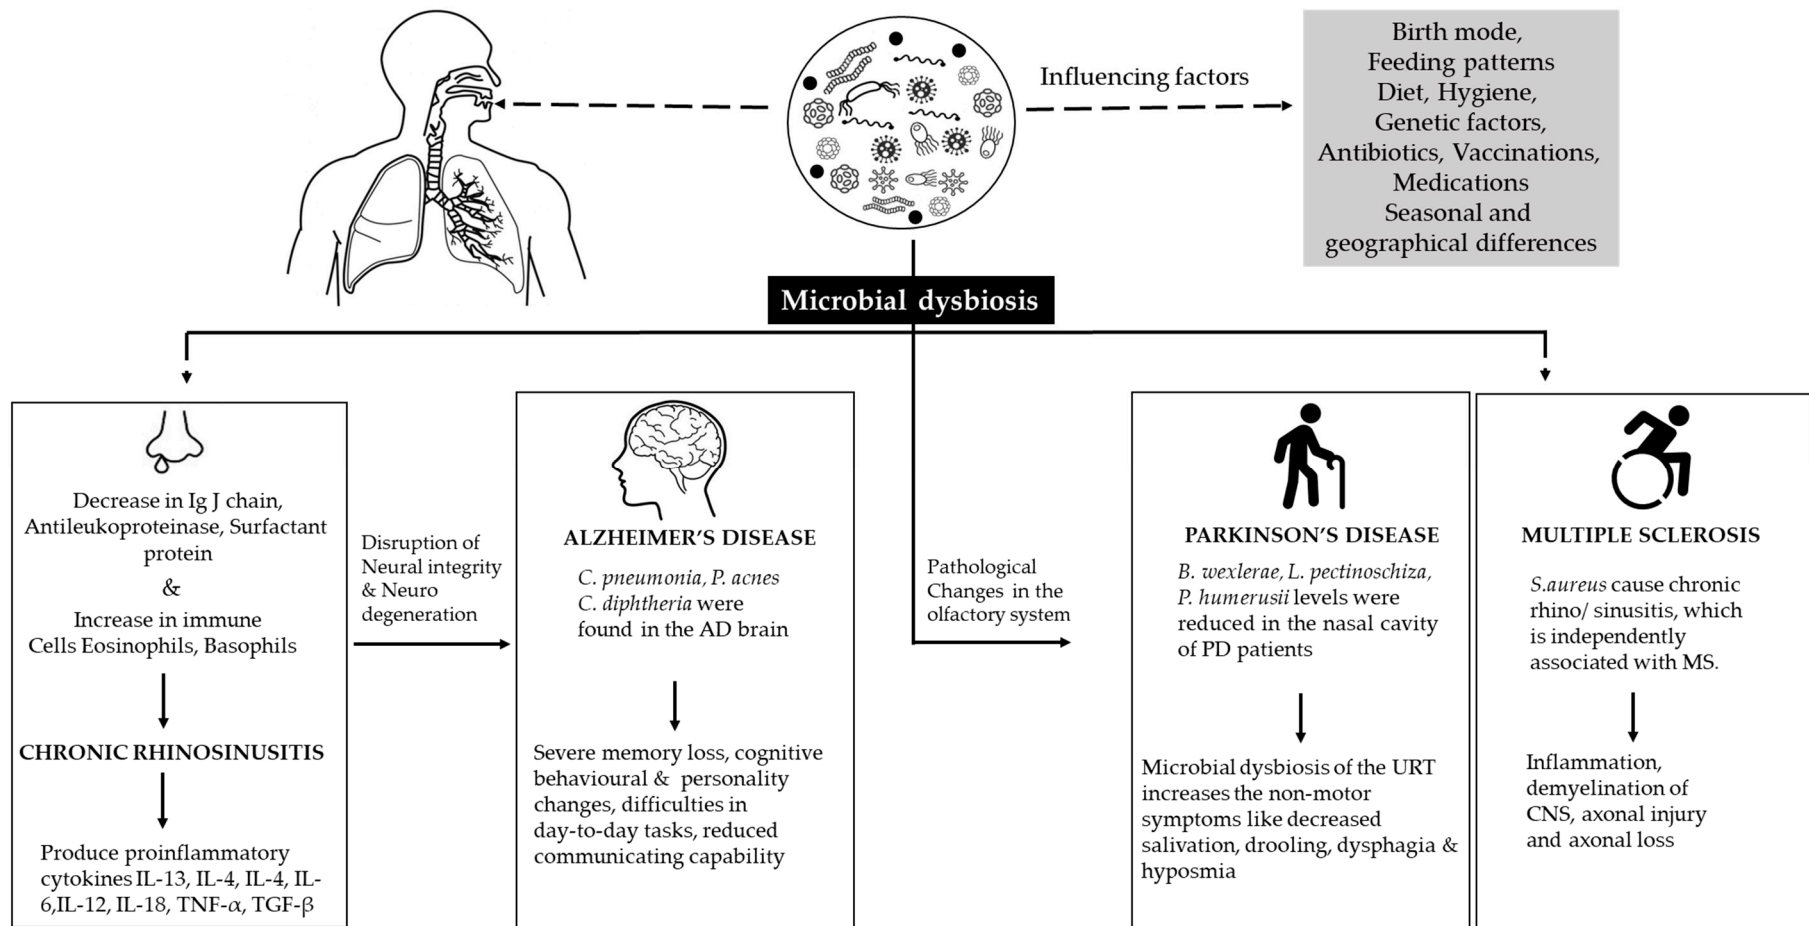 Influencing factors
Birth mode,
Feeding patterns
Diet, Hygiene,
Genetic factors,
Antibiotics, Vaccinations,
Medications
Seasonal and
geographical differences
Microbial dysbiosis
Decrease in Ig J chain,
Antileukoproteinase, Surfactant
protein
&
Increase in immune
Cells Eosinophils, Basophils
CHRONIC RHINOSINUSITIS
Produce proinflammatory
cytokines IL-13, IL-4, IL-4, IL-
6,IL-12, IL-18, TNF-α, TGF-β
Disruption of
Neural integrity
& Neuro
degeneration
ALZHEIMER'S DISEASE
C. pneumonia, P. acnes
C. diphtheria were
found in the AD brain
Severe memory loss, cognitive
behavioural & personality
changes, difficulties in
day-to-day tasks, reduced
communicating capability
Pathological
Changes in the
olfactory system
PARKINSON'S DISEASE
B. wexlerae, L. pectinoschiza,
P. humerusii levels were
reduced in the nasal cavity
of PD patients
Microbial dysbiosis of the URT
increases the non-motor
symptoms like decreased
salivation, drooling, dysphagia &
hyposmia
MULTIPLE SCLEROSIS
S.aureus cause chronic
rhino/ sinusitis, which
is independently
associated with MS.
Inflammation,
demyelination of
CNS, axonal injury
and axonal loss